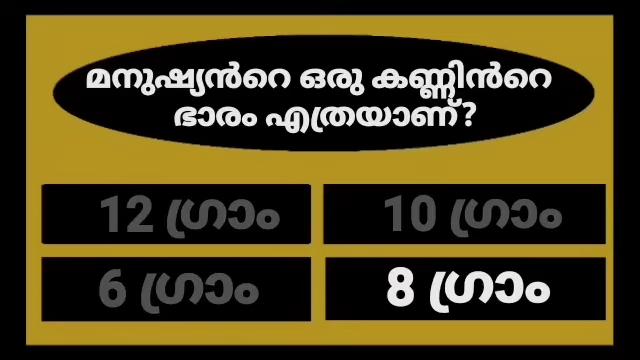 മനുഷ്യൻറെ ഒരു കണ്ണിൻറെ
ഭാരം എത്രയാണ്?
12 ഗ്രാം
10 ഗ്രാം
6 ഗ്രാം
8 ഗ്രാം